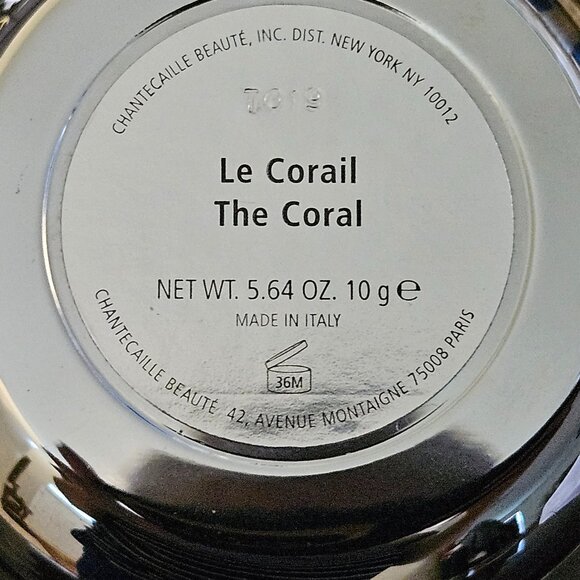 CHANTECAILLE BEAUTÉ, INC. DIST. NEW YORK NY 10012
Le Corail
The Coral
NET WT. 5.64 OZ. 10 g ℮
MADE IN ITALY
36M
CHANTECAILLE BEAUTÉ 42, AVENUE MONTAIGNE 75008 PARIS